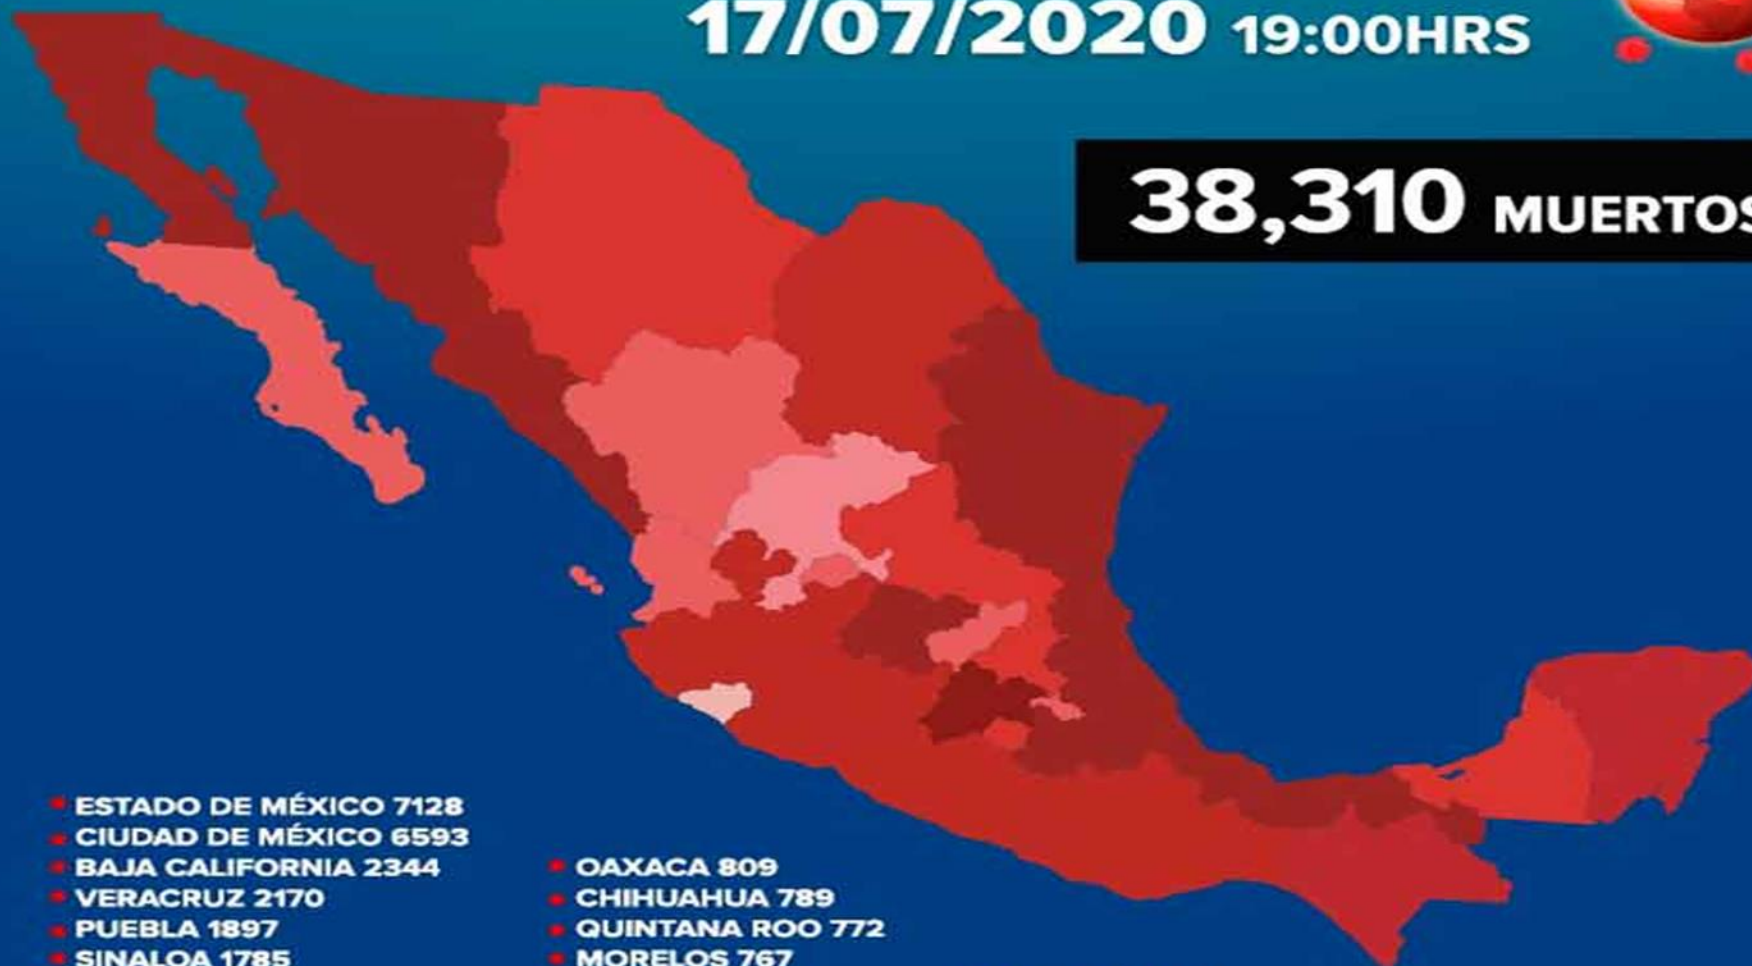 17/07/2020 19:00HRS
38,310 MUERTOS
ESTADO DE MÉXICO 7128
CIUDAD DE MÉXICO 6593
BAJA CALIFORNIA 2344
VERACRUZ 2170
PUEBLA 1897
SINALOA 1785
OAXACA 809
CHIHUAHUA 789
QUINTANA ROO 772
MORELOS 767